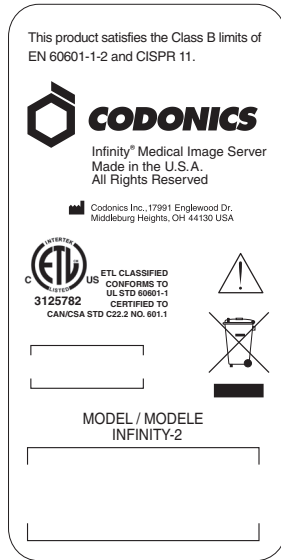 This product satisfies the Class B limits of
EN 60601-1-2 and CISPR 11.
CODONICS
Infinity® Medical Image Server
Made in the U.S.A.
All Rights Reserved
Codonics Inc.,17991 Englewood Dr.
Middleburg Heights, OH 44130 USA
INTERTEK
C ETL US
LISTED
3125782
ETL CLASSIFIED
CONFORMS TO
UL STD 60601-1
CERTIFIED TO
CAN/CSA STD C22.2 NO. 601.1
MODEL / MODELE
INFINITY-2